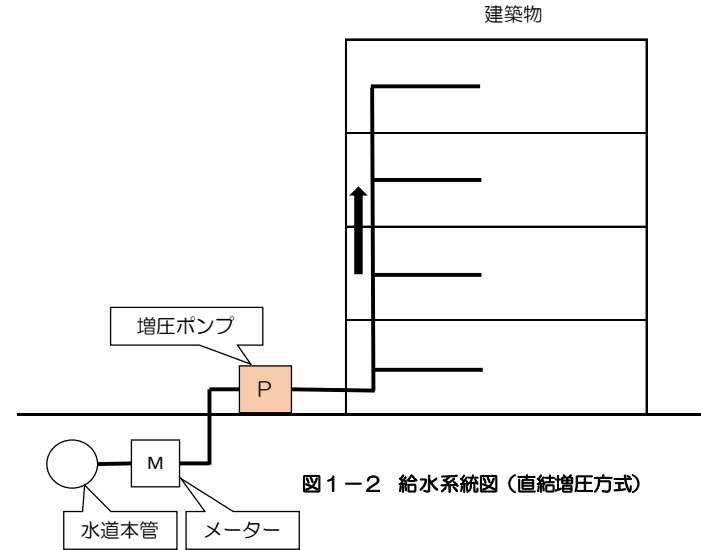 建築物
増圧ポンプ
P
M
図1－2　給水系統図（直結増圧方式）
水道本管
メーター